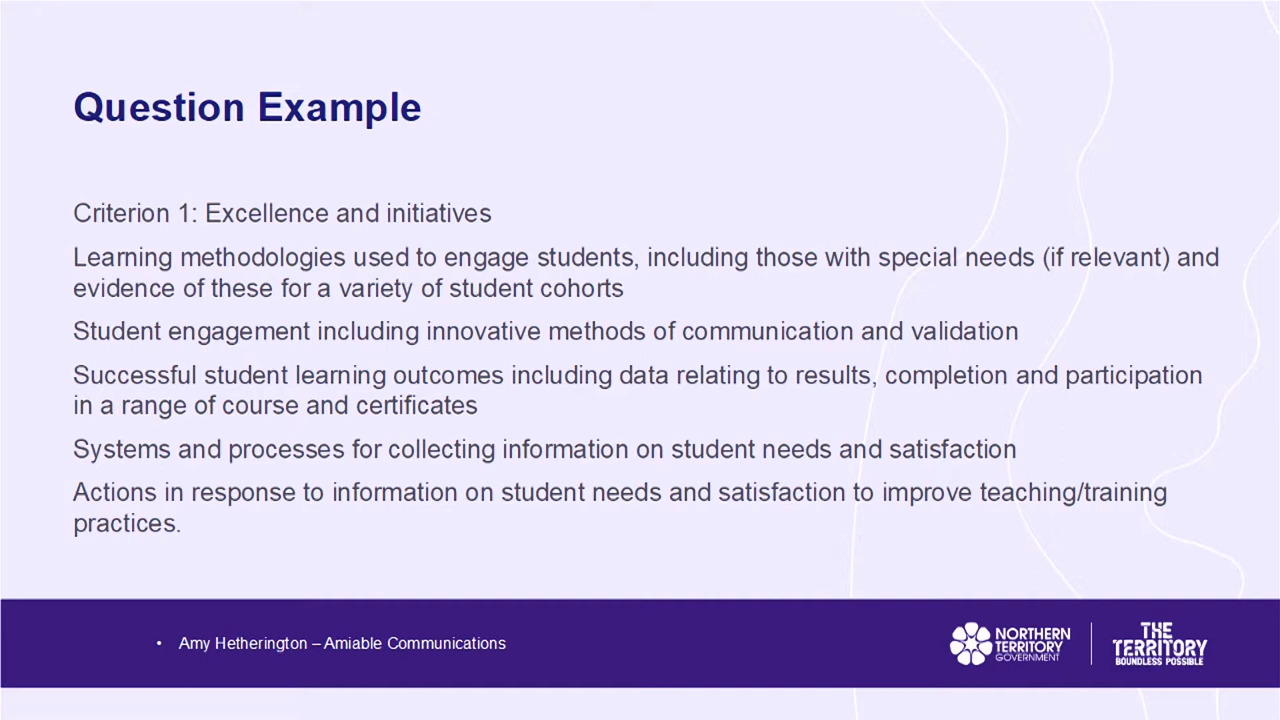 Question Example
Criterion 1: Excellence and initiatives
Learning methodologies used to engage students, including those with special needs (if relevant) and
evidence of these for a variety of student cohorts
Student engagement including innovative methods of communication and validation
Successful student learning outcomes including data relating to results, completion and participation
in a range of course and certificates
Systems and processes for collecting information on student needs and satisfaction
Actions in response to information on student needs and satisfaction to improve teaching/training
practices.
• Amy Hetherington – Amiable Communications
NORTHERN
TERRITORY
GOVERNMENT
THE
TERRITORY
BOUNDLESS POSSIBLE